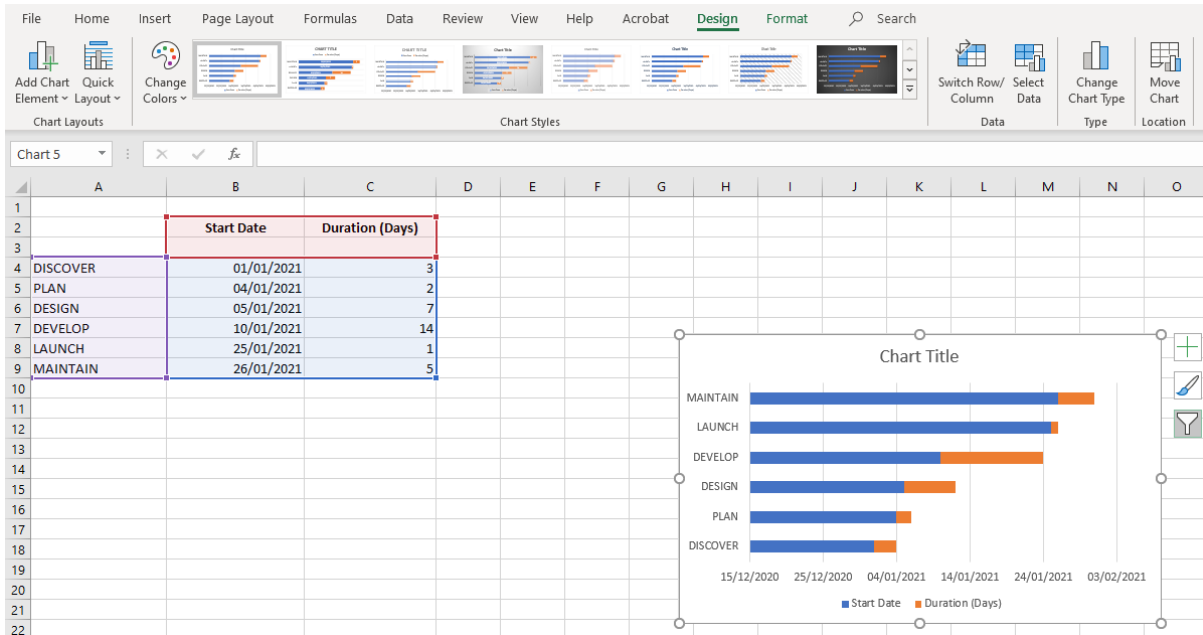 File Home Insert Page Layout Formulas Data Review View Help Acrobat Design Format Search
Add Chart Element
Quick Layout
Change Colors
Switch Row/ Column
Select Data
Change Chart Type
Move Chart
Chart Layouts Chart Styles Data Type Location
Chart 5 fx
A B C D E F G H I J K L M N O
1
2 Start Date Duration (Days)
3
4 DISCOVER 01/01/2021 3
5 PLAN 04/01/2021 2
6 DESIGN 05/01/2021 7
7 DEVELOP 10/01/2021 14
8 LAUNCH 25/01/2021 1
9 MAINTAIN 26/01/2021 5
10
11
12
13
14
15
16
17
18
19
20
21
22
Chart Title
MAINTAIN
LAUNCH
DEVELOP
DESIGN
PLAN
DISCOVER
15/12/2020 25/12/2020 04/01/2021 14/01/2021 24/01/2021 03/02/2021
Start Date Duration (Days)